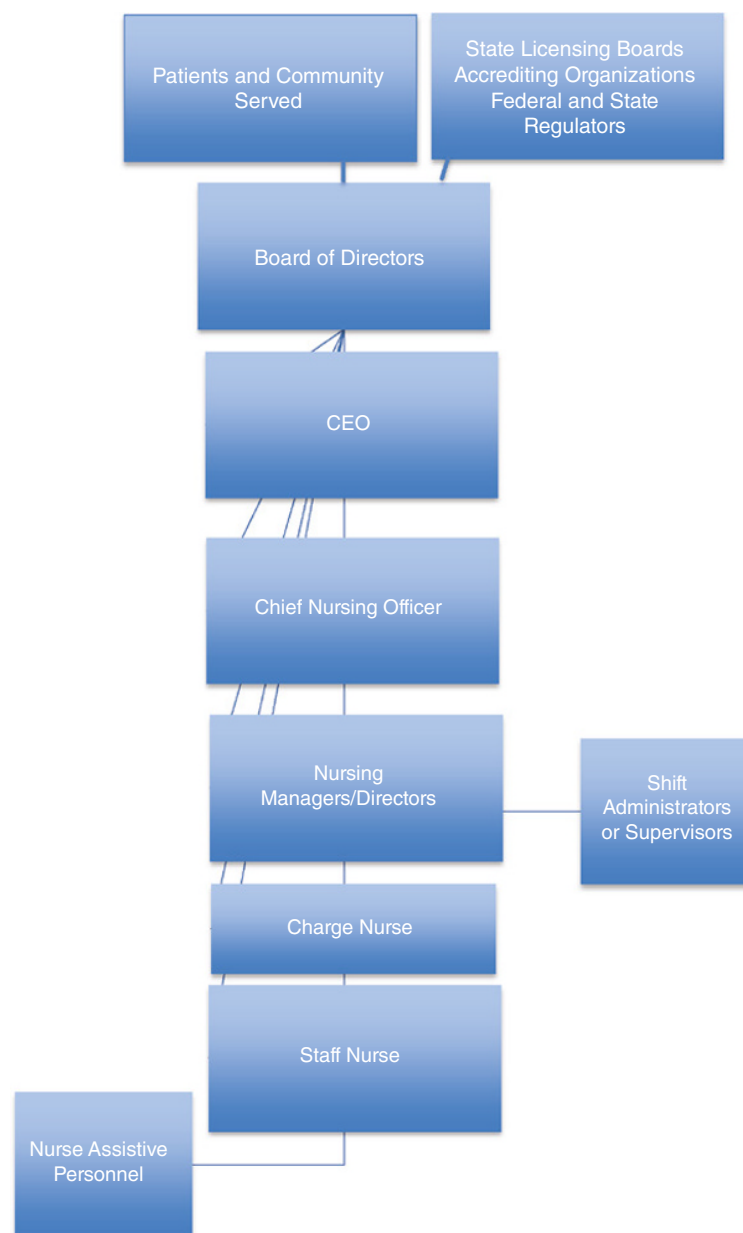 Patients and Community
Served
State Licensing Boards
Accrediting Organizations
Federal and State
Regulators
Board of Directors
CEO
Chief Nursing Officer
Nursing
Managers/Directors
Shift
Administrators
or Supervisors
Charge Nurse
Staff Nurse
Nurse Assistive
Personnel